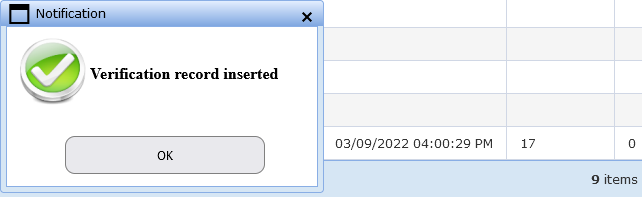 Notification
Verification record inserted
OK
03/09/2022 04:00:29 PM 17 0
9 items